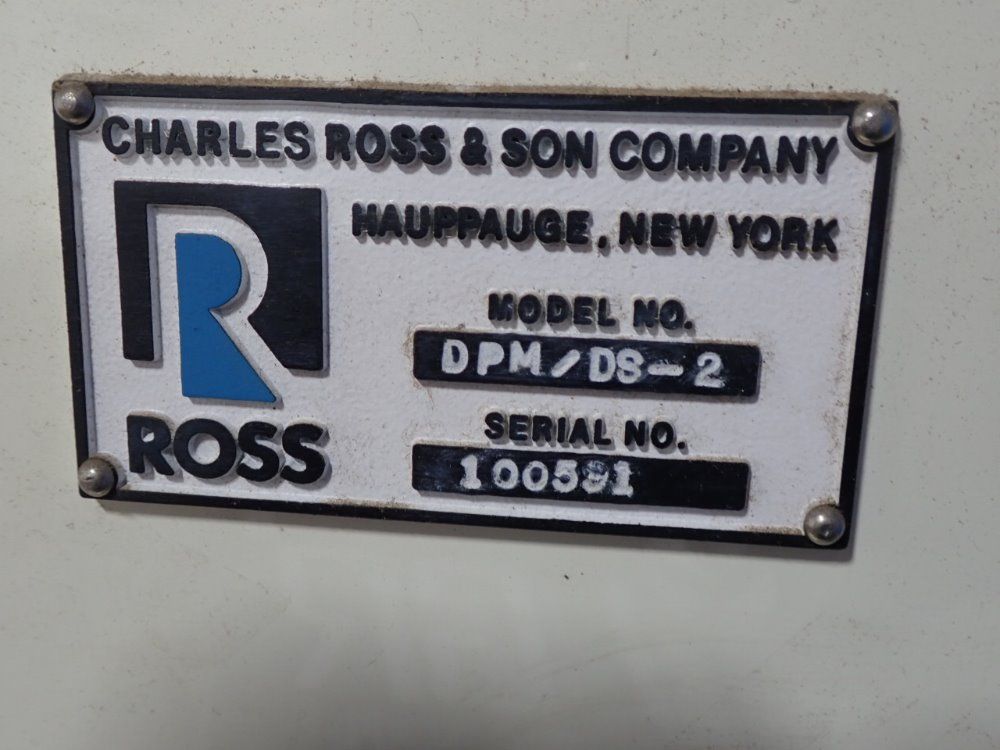 CHARLES ROSS & SON COMPANY
HAUPPAUGE, NEW YORK
R
ROSS
MODEL NO.
DPM/DS-2
SERIAL NO.
100591